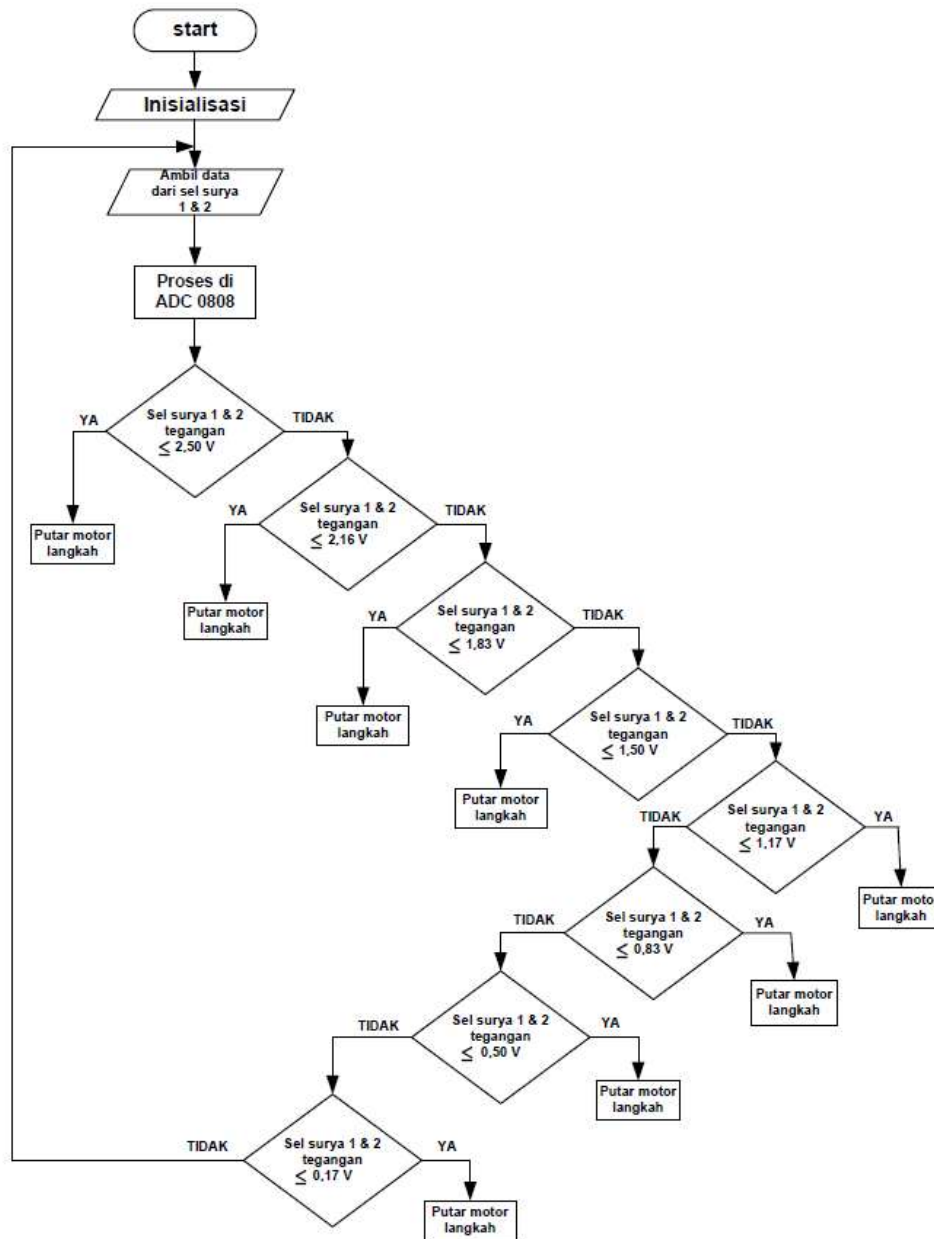 start
Inisialisasi
Ambil data
dari sel surya
1 & 2
Proses di
ADC 0808
YA
Sel surya 1 & 2
tegangan
≤ 2,50 V
TIDAK
Putar motor
langkah
YA
Sel surya 1 & 2
tegangan
≤ 2,16 V
TIDAK
Putar motor
langkah
YA
Sel surya 1 & 2
tegangan
≤ 1,83 V
TIDAK
Putar motor
langkah
YA
Sel surya 1 & 2
tegangan
≤ 1,50 V
TIDAK
Putar motor
langkah
TIDAK
Sel surya 1 & 2
tegangan
≤ 1,17 V
YA
Putar motor
langkah
TIDAK
Sel surya 1 & 2
tegangan
≤ 0,83 V
YA
Putar motor
langkah
TIDAK
Sel surya 1 & 2
tegangan
≤ 0,50 V
YA
Putar motor
langkah
TIDAK
Sel surya 1 & 2
tegangan
≤ 0,17 V
YA
Putar motor
langkah